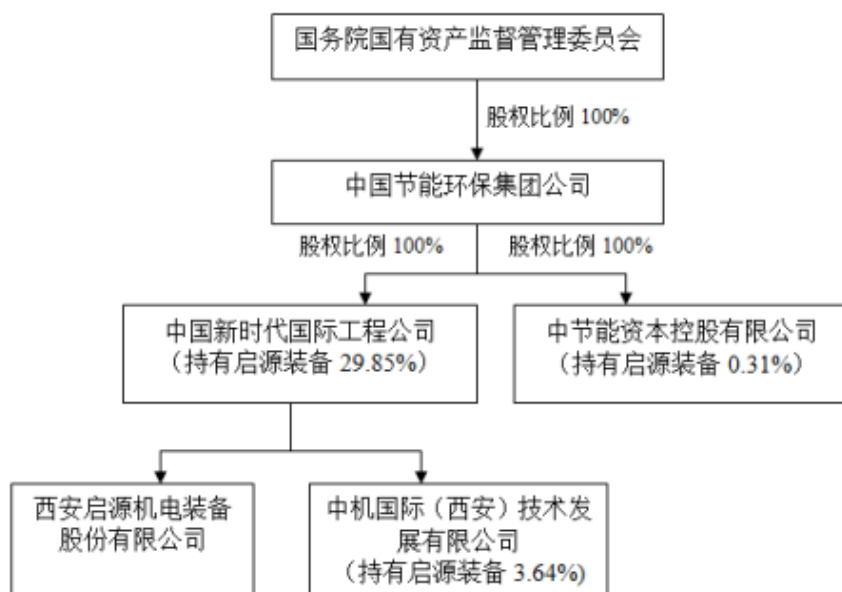 国务院国有资产监督管理委员会
股权比例 100%
中国节能环保集团公司
股权比例 100%
股权比例 100%
中国新时代国际工程公司
（持有启源装备 29.85%）
中节能资本控股有限公司
（持有启源装备 0.31%）
西安启源机电装备
股份有限公司
中机国际（西安）技术发
展有限公司
（持有启源装备 3.64%)